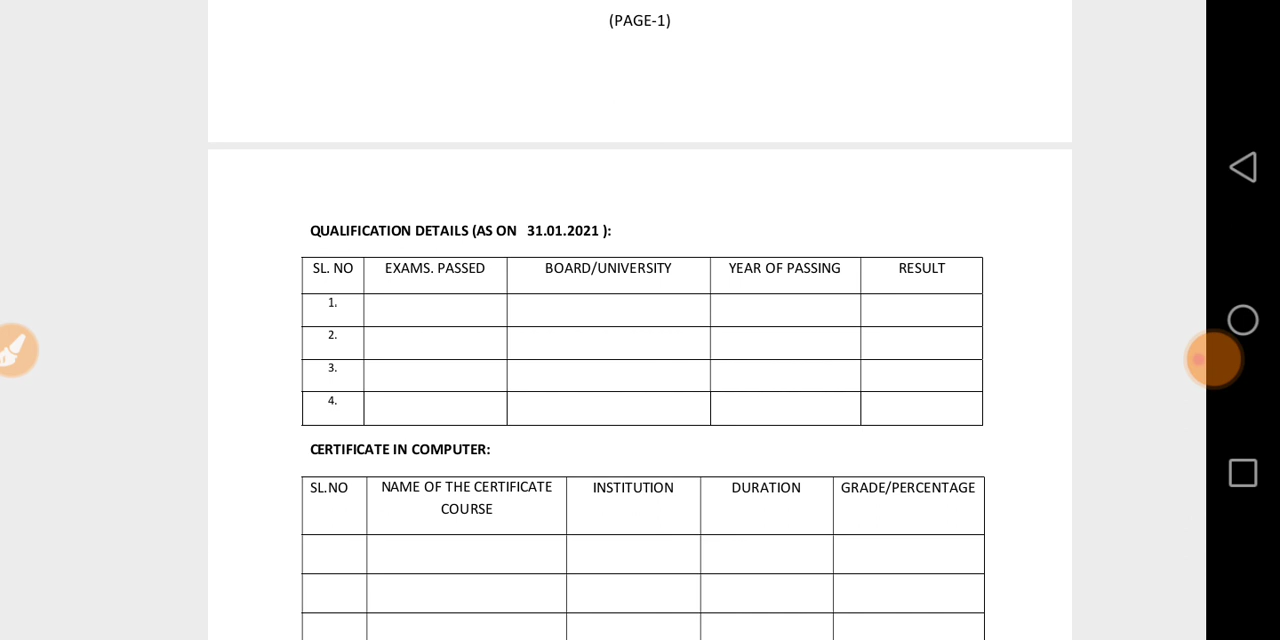 (PAGE-1)
QUALIFICATION DETAILS (AS ON 31.01.2021 ):
SL. NO EXAMS. PASSED BOARD/UNIVERSITY YEAR OF PASSING RESULT
1.
2.
3.
4.
CERTIFICATE IN COMPUTER:
SL.NO NAME OF THE CERTIFICATE COURSE INSTITUTION DURATION GRADE/PERCENTAGE